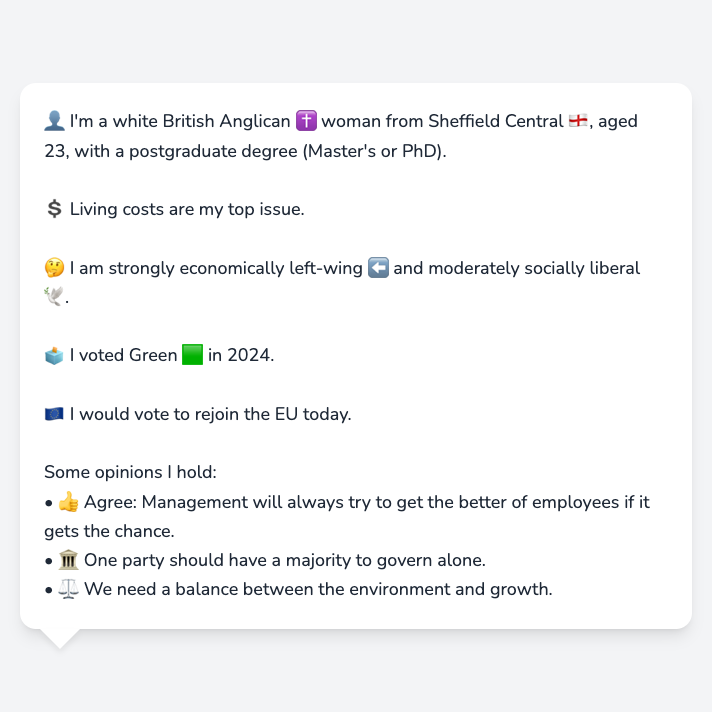 👤 I'm a white British Anglican ✝️ woman from Sheffield Central 🏴󠁧󠁢󠁥󠁮󠁧󠁿, aged
23, with a postgraduate degree (Master's or PhD).
💲 Living costs are my top issue.
🤔 I am strongly economically left-wing ⬅️ and moderately socially liberal
🕊️.
🗳️ I voted Green 🟩 in 2024.
🇪🇺 I would vote to rejoin the EU today.
Some opinions I hold:
• 👍 Agree: Management will always try to get the better of employees if it
gets the chance.
• 🏛️ One party should have a majority to govern alone.
• ⚖️ We need a balance between the environment and growth.